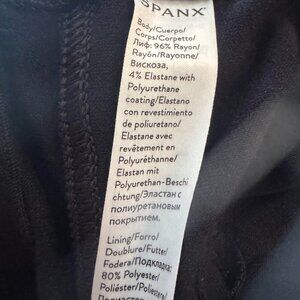 SPANX
Body/Cuerpo/
Corps/Corpetto/
Лиф: 96% Rayon/
Rayón/Rayonne/
Вискоза,
4% Elastane with
Polyurethane
coating/Elastano
con revestimiento
de poliuretano/
Elastane avec
revêtement en
Polyuréthanne/
Elastan mit
Polyurethan-Beschi
chtung/Эластан с
полиуретановым
покрытием.
Lining/Forro/
Doublure/Futter/
Fodera/Подкладка:
80% Polyester/
Poliéster/Poliestere/